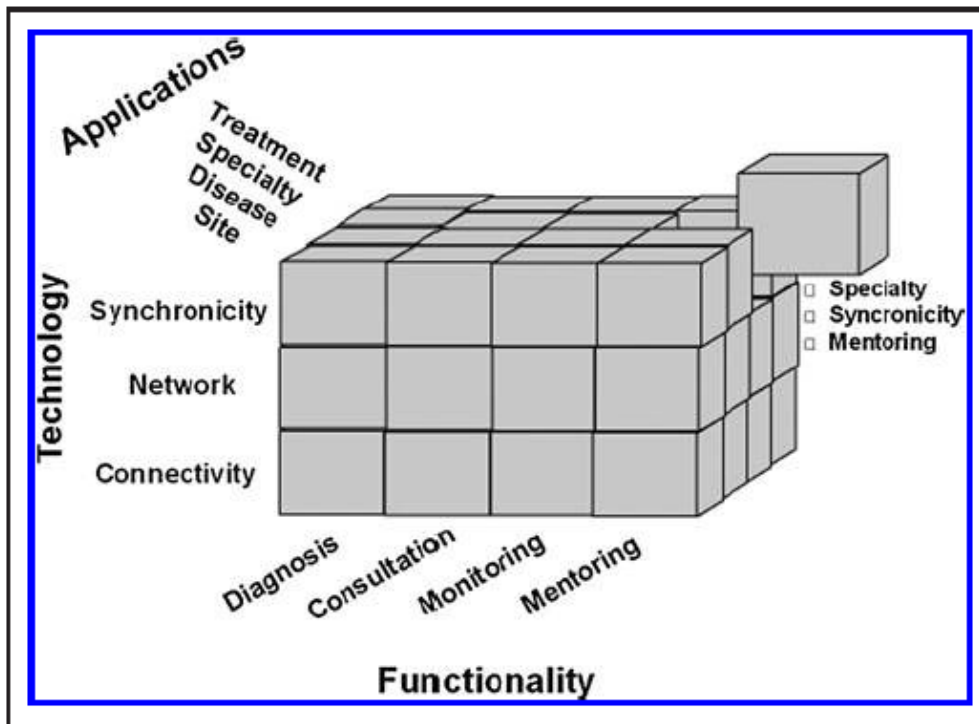 Applications
Treatment
Specialty
Disease
Site
Technology
Synchronicity
Network
Connectivity
Specialty
Syncronicity
Mentoring
Diagnosis
Consultation
Monitoring
Mentoring
Functionality